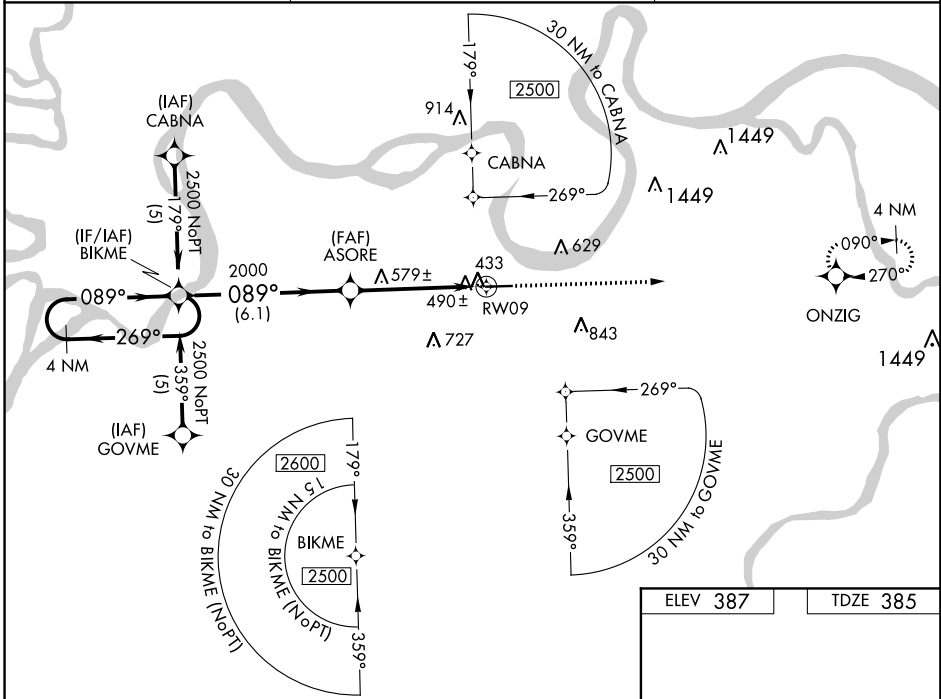 30 NM to CABNA
179°
2500
914
CABNA
269°
1449
1449
(IAF)
CABNA
2500 NoPT
179°
(5)
(IF/IAF)
BIKME
089°
269°
4 NM
2000
089°
(6.1)
(FAF)
ASORE
579±
433
490±
RW09
629
727
843
4 NM
090°
270°
ONZIG
1449
2500 NoPT
359°
(5)
(IAF)
GOVME
2600
179°
30 NM to BIKME (NoPT)
15 NM to BIKME (NoPT)
BIKME
2500
359°
269°
GOVME
2500
359°
30 NM to GOVME
ELEV 387
TDZE 385